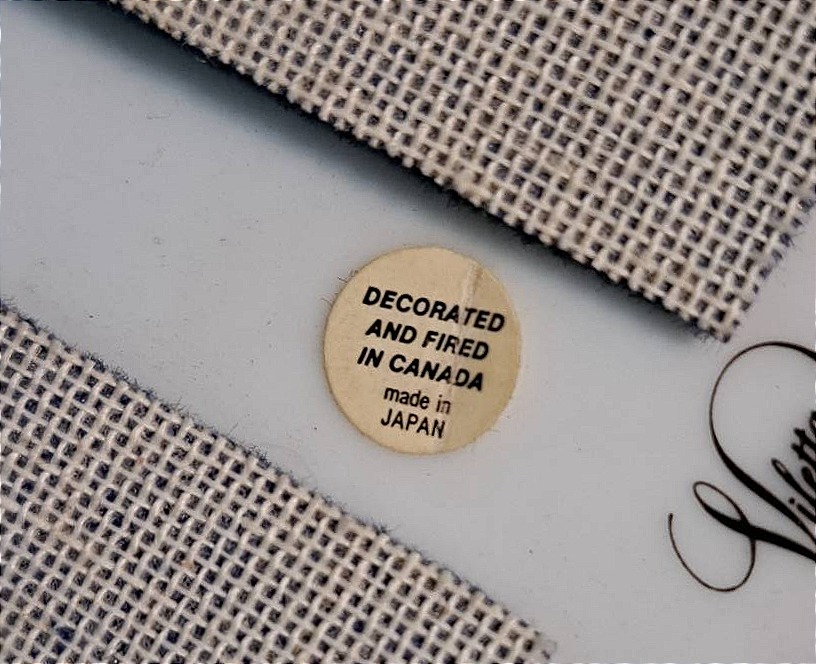 DECORATED
AND FIRED
IN CANADA
made in
JAPAN